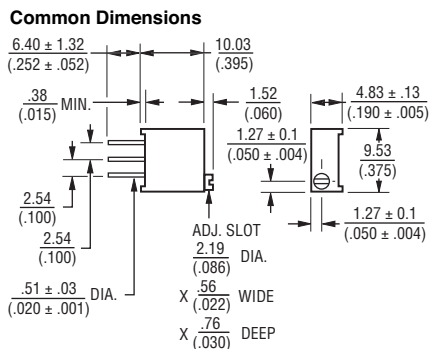 Common Dimensions
6.40 ± 1.32
(.252 ± .052)
10.03
(.395)
.38
(.015)
MIN.
1.52
(.060)
4.83 ± .13
(.190 ± .005)
1.27 ± 0.1
(.050 ± .004)
9.53
(.375)
2.54
(.100)
2.54
(.100)
1.27 ± 0.1
(.050 ± .004)
.51 ± .03
(.020 ± .001)
DIA.
ADJ. SLOT
2.19
(.086)
DIA.
X .56
(.022)
WIDE
X .76
(.030)
DEEP